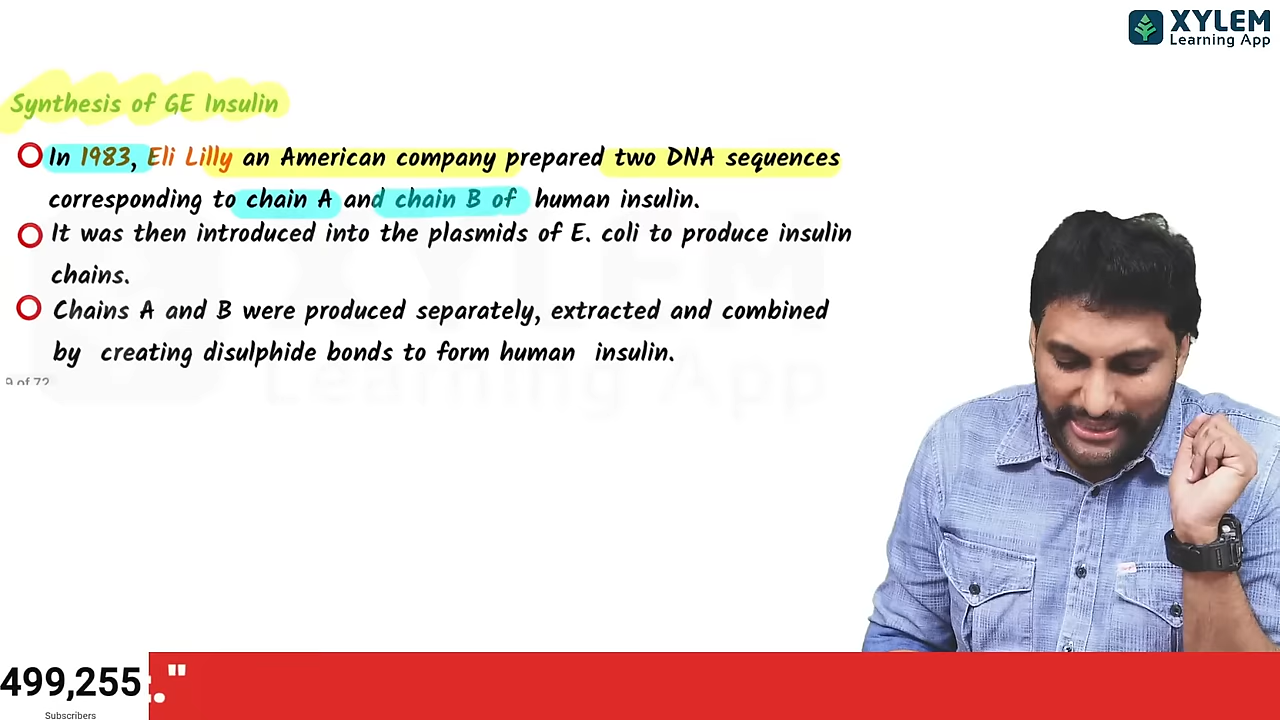 XYLEM
Learning App
Synthesis of GE Insulin
In 1983, Eli Lilly an American company prepared two DNA sequences
corresponding to chain A and chain B of human insulin.
It was then introduced into the plasmids of E. coli to produce insulin
chains.
Chains A and B were produced separately, extracted and combined
by creating disulphide bonds to form human insulin.
9 of 72
XYLEM
Learning App
499,255
."
Subscribers